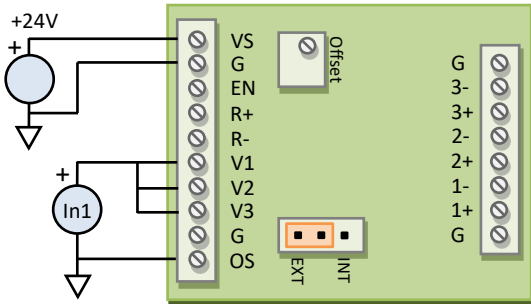 +24V
+
VS
G
EN
R+
R-
V1
V2
V3
G
OS
+
In1
Offset
EXT
INT
G
3-
3+
2-
2+
1-
1+
G